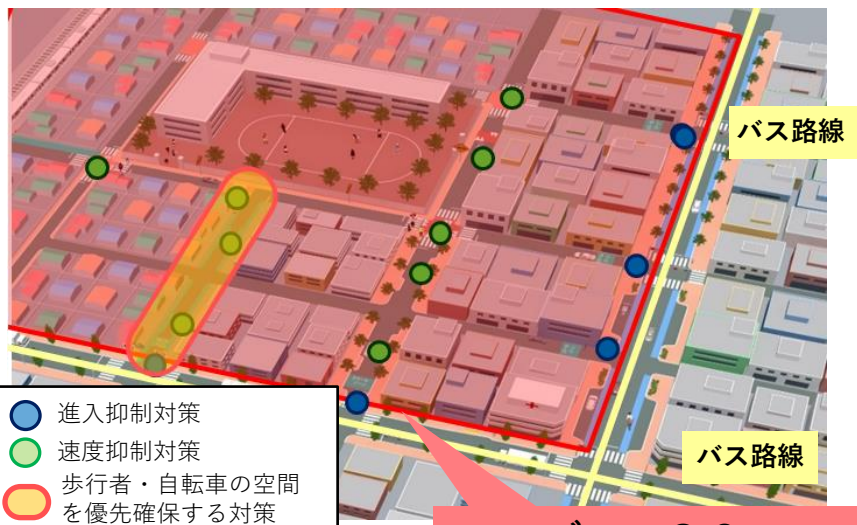 バス路線
バス路線
進入抑制対策
速度抑制対策
歩行者・自転車の空間
を優先確保する対策